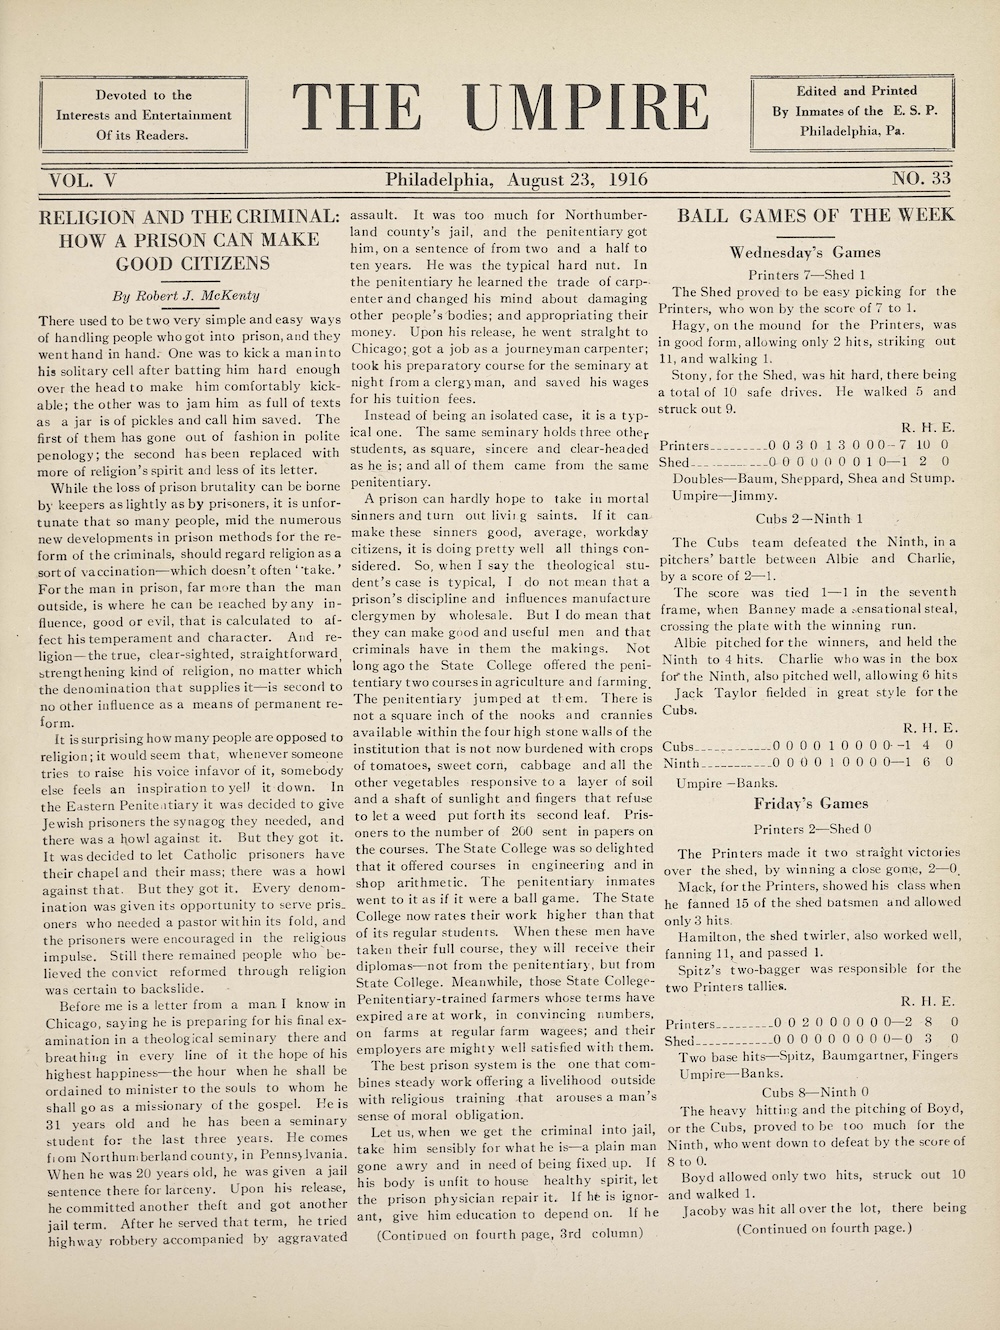 Devoted to the
Interests and Entertainment
Of its Readers.
THE UMPIRE
Edited and Printed
By Inmates of the E. S. P.
Philadelphia, Pa.
VOL. V
Philadelphia, August 23, 1916
NO. 33
RELIGION AND THE CRIMINAL:
HOW A PRISON CAN MAKE
GOOD CITIZENS
By Robert J. McKenty
There used to be two very simple and easy ways
of handling people who got into prison, and they
went hand in hand. One was to kick a man into
his solitary cell after batting him hard enough
over the head to make him comfortably kick-
able; the other was to jam him as full of texts
as a jar is of pickles and call him saved. The
first of them has gone out of fashion in polite
penology; the second has been replaced with
more of religion's spirit and less of its letter.
While the loss of prison brutality can be borne
by keepers as lightly as by prisoners, it is unfor-
tunate that so many people, mid the numerous
new developments in prison methods for the re-
form of the criminals, should regard religion as a
sort of vaccination—which doesn't often "take.'
For the man in prison, far more than the man
outside, is where he can be reached by any in-
fluence, good or evil, that is calculated to af-
fect his temperament and character. And re-
ligion—the true, clear-sighted, straightforward,
strengthening kind of religion, no matter which
the denomination that supplies it—is second to
no other influence as a means of permanent re-
form.
It is surprising how many people are opposed to
religion; it would seem that, whenever someone
tries to raise his voice infavor of it, somebody
else feels an inspiration to yell it down. In
the Eastern Penitentiary it was decided to give
Jewish prisoners the synagog they needed, and
there was a howl against it. But they got it.
It was decided to let Catholic prisoners have
their chapel and their mass; there was a howl
against that. But they got it. Every denom-
ination was given its opportunity to serve pris-
oners who needed a pastor within its fold, and
the prisoners were encouraged in the religious
impulse. Still there remained people who be-
lieved the convict reformed through religion
was certain to backslide.
Before me is a letter from a man I know in
Chicago, saying he is preparing for his final ex-
amination in a theological seminary there and
breathing in every line of it the hope of his
highest happiness—the hour when he shall be
ordained to minister to the souls to whom he
shall go as a missionary of the gospel. He is
31 years old and he has been a seminary
student for the last three years. He comes
from Northumberland county, in Pennsylvania.
When he was 20 years old, he was given a jail
sentence there for larceny. Upon his release,
he committed another theft and got another
jail term. After he served that term, he tried
highway robbery accompanied by aggravated
assault. It was too much for Northumber-
land county's jail, and the penitentiary got
him, on a sentence of from two and a half to
ten years. He was the typical hard nut. In
the penitentiary he learned the trade of carp-
enter and changed his mind about damaging
other people's bodies; and appropriating their
money. Upon his release, he went stralght to
Chicago; got a job as a journeyman carpenter;
took his preparatory course for the seminary at
night from a clergyman, and saved his wages
for his tuition fees.
Instead of being an isolated case, it is a typ-
ical one. The same seminary holds three other
students, as square, sincere and clear-headed
as he is; and all of them came from the same
penitentiary.
A prison can hardly hope to take in mortal
sinners and turn out living saints. If it can
make these sinners good, average, workday
citizens, it is doing pretty well all things con-
sidered. So, when I say the theological stu-
dent's case is typical, I do not mean that a
prison's discipline and influences manufacture
clergymen by wholesale. But I do mean that
they can make good and useful men and that
criminals have in them the makings. Not
long ago the State College offered the peni-
tentiary two courses in agriculture and farming.
The penitentiary jumped at them. There is
not a square inch of the nooks and crannies
available within the four high stone walls of the
institution that is not now burdened with crops
of tomatoes, sweet corn, cabbage and all the
other vegetables responsive to a layer of soil
and a shaft of sunlight and fingers that refuse
to let a weed put forth its second leaf. Pris-
oners to the number of 200 sent in papers on
the courses. The State College was so delighted
that it offered courses in engineering and in
shop arithmetic. The penitentiary inmates
went to it as if it were a ball game. The State
College now rates their work higher than that
of its regular students. When these men have
taken their full course, they will receive their
diplomas—not from the penitentiary, but from
State College. Meanwhile, those State College-
Penitentiary-trained farmers whose terms have
expired are at work, in convincing numbers,
on farms at regular farm wagees; and their
employers are mighty well satisfied with them.
The best prison system is the one that com-
bines steady work offering a livelihood outside
with religious training that arouses a man's
sense of moral obligation.
Let us, when we get the criminal into jail,
take him sensibly for what he is—a plain man
gone awry and in need of being fixed up. If
his body is unfit to house healthy spirit, let
the prison physician repair it. If he is ignor-
ant, give him education to depend on. If he
(Continued on fourth page, 3rd column)
BALL GAMES OF THE WEEK
Wednesday's Games
Printers 7—Shed 1
The Shed proved to be easy picking for the
Printers, who won by the score of 7 to 1.
Hagy, on the mound for the Printers, was
in good form, allowing only 2 hits, striking out
11, and walking 1.
Stony, for the Shed, was hit hard, there being
a total of 10 safe drives. He walked 5 and
struck out 9.
R. H. E.
Printers 0 0 3 0 1 3 0 0 0—7 10 0
Shed 0 0 0 0 0 0 0 1 0—1 2 0
Doubles—Baum, Sheppard, Shea and Stump.
Umpire—Jimmy.
Cubs 2—Ninth 1
The Cubs team defeated the Ninth, in a
pitchers' battle between Albie and Charlie,
by a score of 2—1.
The score was tied 1—1 in the seventh
frame, when Banney made a sensational steal,
crossing the plate with the winning run.
Albie pitched for the winners, and held the
Ninth to 4 hits. Charlie who was in the box
for the Ninth, also pitched well, allowing 6 hits
Jack Taylor fielded in great style for the
Cubs.
R. H. E.
Cubs 0 0 0 0 1 0 0 0 0--1 4 0
Ninth 0 0 0 0 1 0 0 0 0—1 6 0
Umpire—Banks.
Friday's Games
Printers 2—Shed 0
The Printers made it two straight victories
over the shed, by winning a close gome, 2—0.
Mack, for the Printers, showed his class when
he fanned 15 of the shed batsmen and allowed
only 3 hits.
Hamilton, the shed twirler, also worked well,
fanning 11, and passed 1.
Spitz's two-bagger was responsible for the
two Printers tallies.
R. H. E.
Printers 0 0 2 0 0 0 0 0 0—2 8 0
Shed 0 0 0 0 0 0 0 0 0—0 3 0
Two base hits—Spitz, Baumgartner, Fingers
Umpire—Banks.
Cubs 8—Ninth 0
The heavy hitting and the pitching of Boyd,
or the Cubs, proved to be too much for the
Ninth, who went down to defeat by the score of
8 to 0.
Boyd allowed only two hits, struck out 10
and walked 1.
Jacoby was hit all over the lot, there being
(Continued on fourth page.)